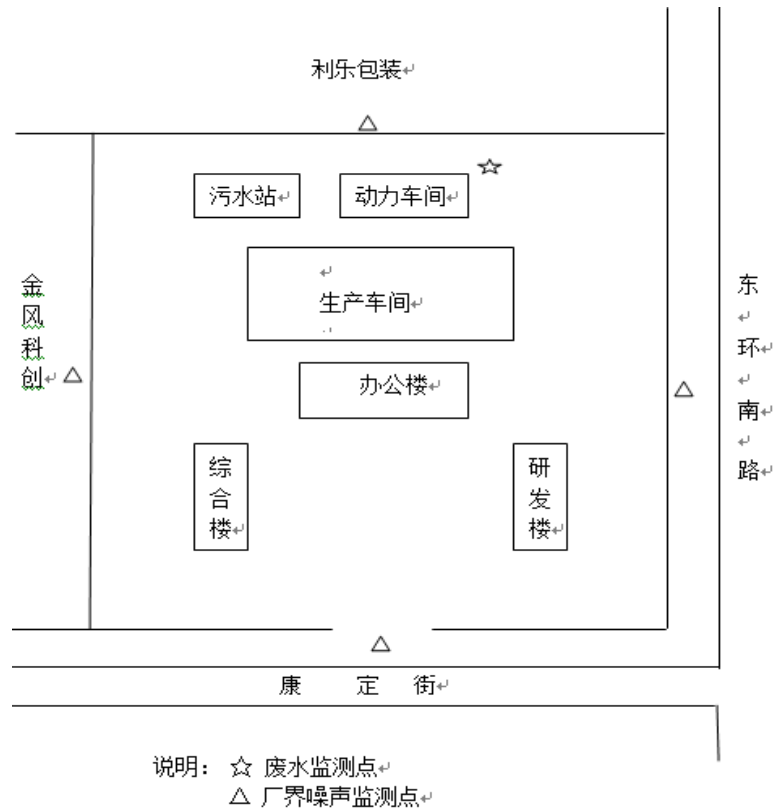 利乐包装
污水站
动力车间
生产车间
金风科创
东环南路
办公楼
综合楼
研发楼
康定街
说明：☆ 废水监测点
△ 厂界噪声监测点